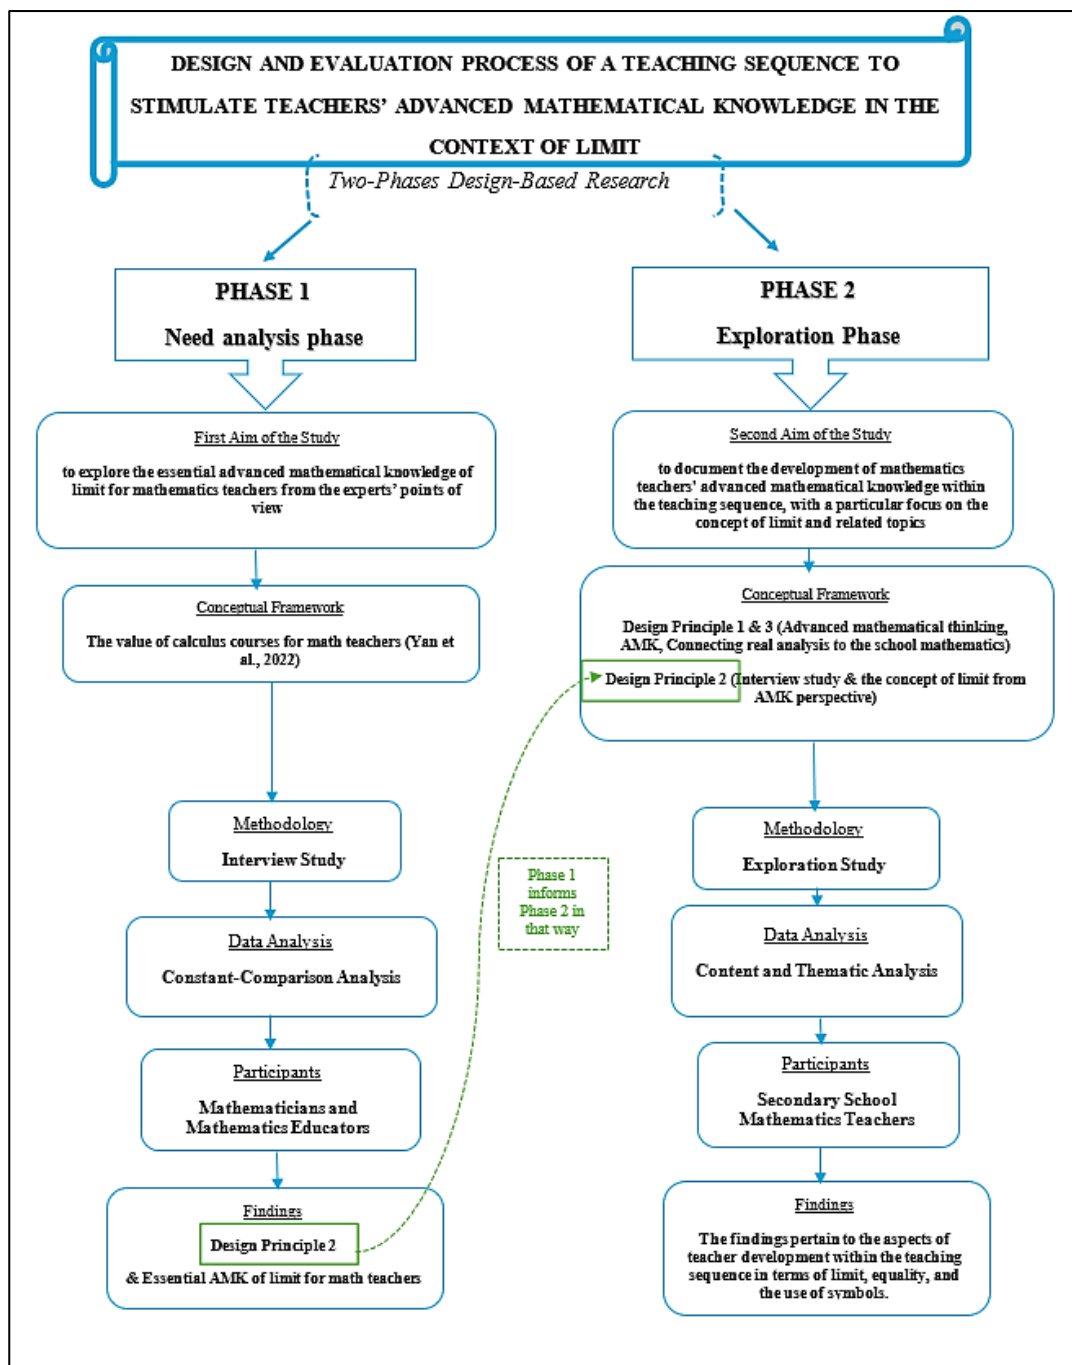 DESIGN AND EVALUATION PROCESS OF A TEACHING SEQUENCE TO
STIMULATE TEACHERS' ADVANCED MATHEMATICAL KNOWLEDGE IN THE
CONTEXT OF LIMIT
Two-Phases Design-Based Research
PHASE 1
Need analysis phase
First Aim of the Study
to explore the essential advanced mathematical knowledge of
limit for mathematics teachers from the experts' points of
view
Conceptual Framework
The value of calculus courses for math teachers (Yan et
al., 2022)
Methodology
Interview Study
Data Analysis
Constant-Comparison Analysis
Participants
Mathematicians and
Mathematics Educators
Findings
Design Principle 2
& Essential AMK of limit for math teachers
Phase 1
informs
Phase 2 in
that way
PHASE 2
Exploration Phase
Second Aim of the Study
to document the development of mathematics
teachers' advanced mathematical knowledge within
the teaching sequence, with a particular focus on the
concept of limit and related topics
Conceptual Framework
Design Principle 1 & 3 (Advanced mathematical thinking,
AMK, Connecting real analysis to the school mathematics)
Design Principle 2 (Interview study & the concept of limit from
AMK perspective)
Methodology
Exploration Study
Data Analysis
Content and Thematic Analysis
Participants
Secondary School
Mathematics Teachers
Findings
The findings pertain to the aspects of
teacher development within the teaching
sequence in terms of limit, equality, and
the use of symbols.